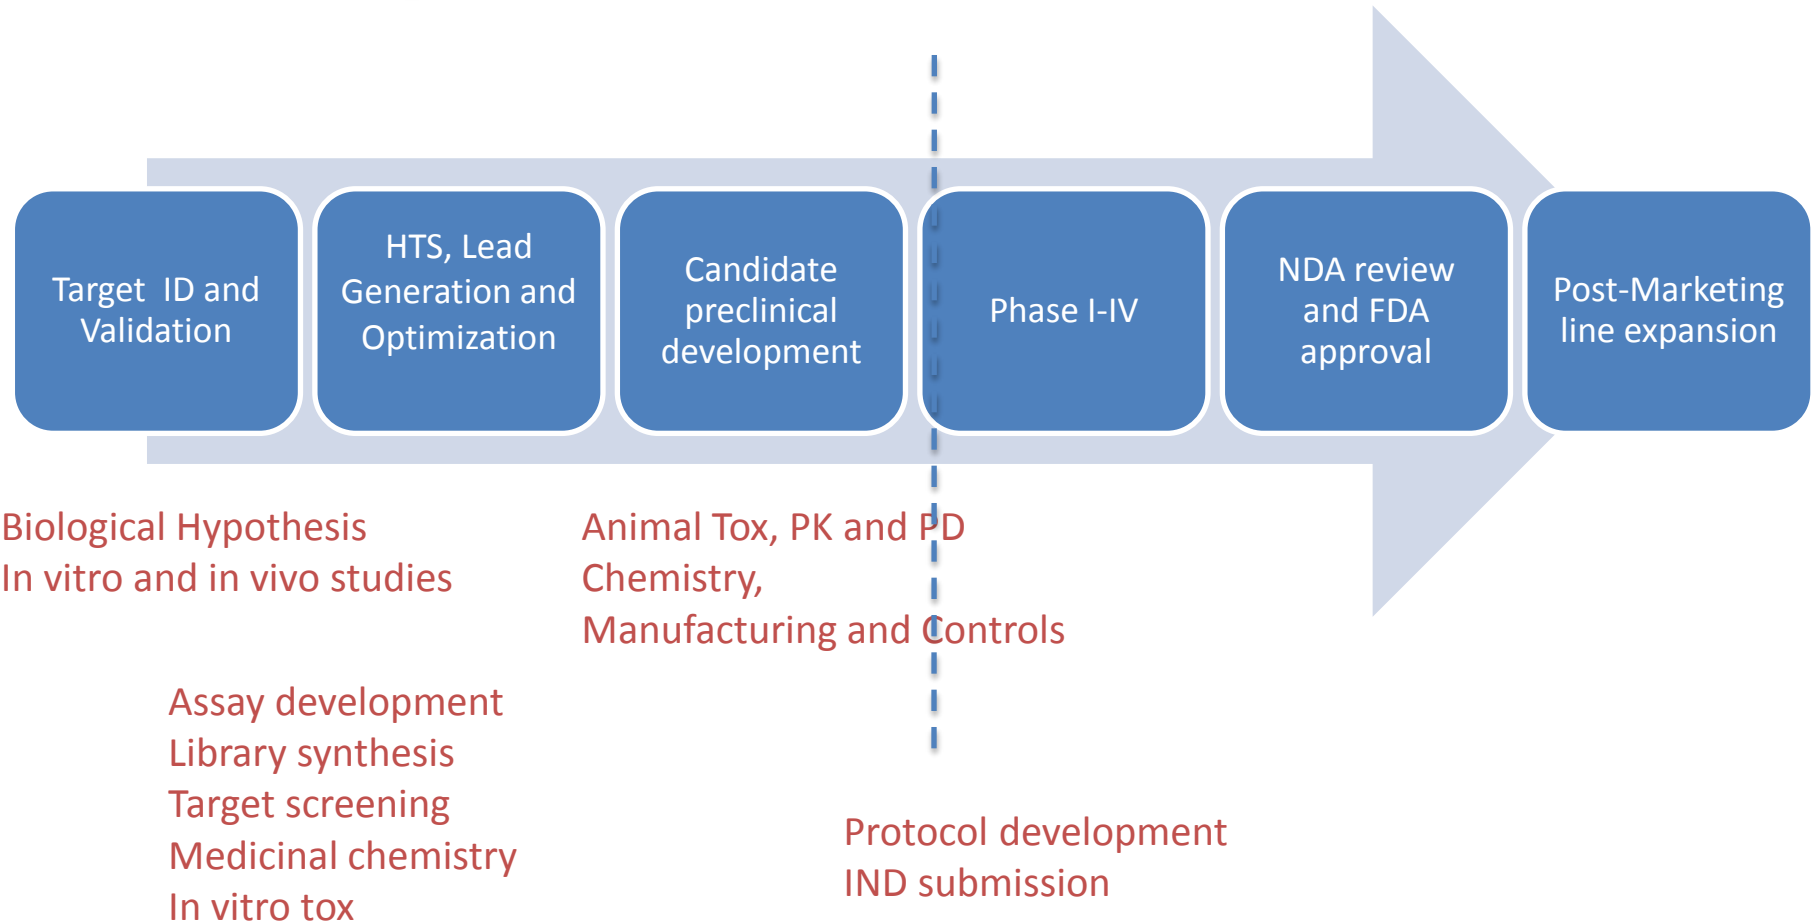 Target  ID and
Validation
HTS, Lead
Generation and
Optimization
Candidate
preclinical
development
Phase I-IV
NDA review
and FDA
approval
Post-Marketing
line expansion
Biological Hypothesis
In vitro and in vivo studies
Animal Tox, PK and PD
Chemistry,
Manufacturing and Controls
Assay development
Library synthesis
Target screening
Medicinal chemistry
In vitro tox
Protocol development
IND submission